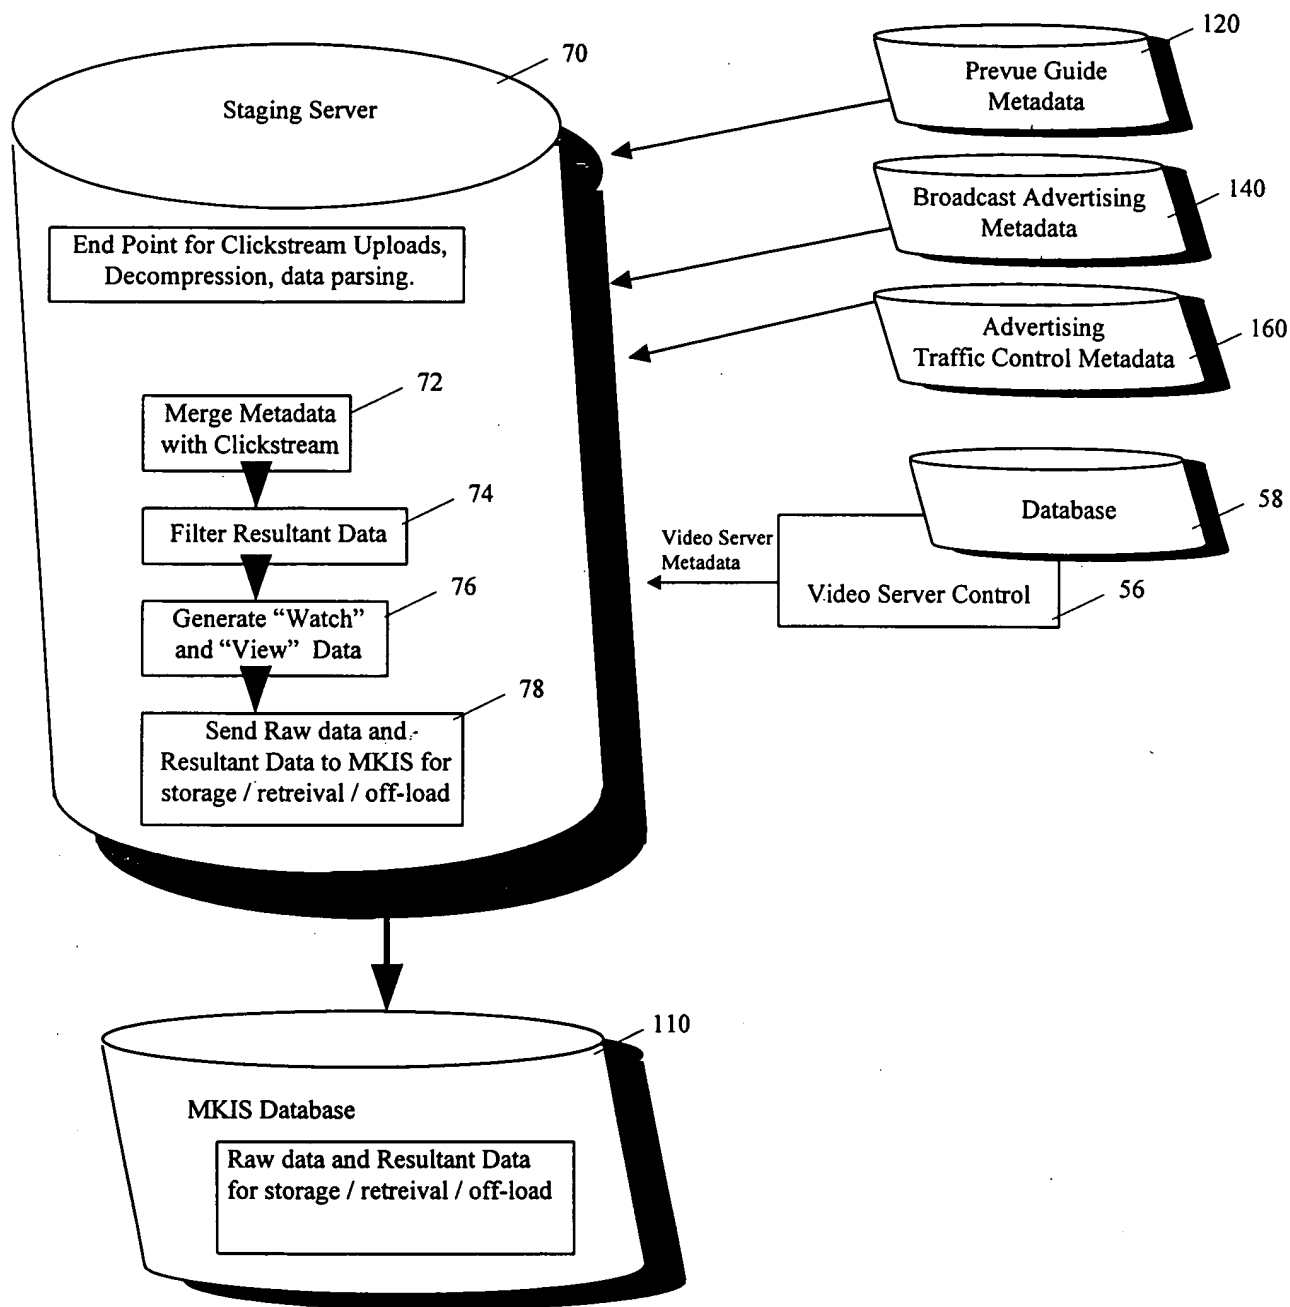 70
Staging Server
End Point for Clickstream Uploads,
Decompression, data parsing.
72
Merge Metadata
with Clickstream
74
Filter Resultant Data
76
Generate “Watch”
and “View” Data
78
Send Raw data and
Resultant Data to MKIS for
storage / retreival / off-load
120
Prevue Guide
Metadata
140
Broadcast Advertising
Metadata
160
Advertising
Traffic Control Metadata
58
Database
Video Server
Metadata
Video Server Control
56
110
MKIS Database
Raw data and Resultant Data
for storage / retreival / off-load